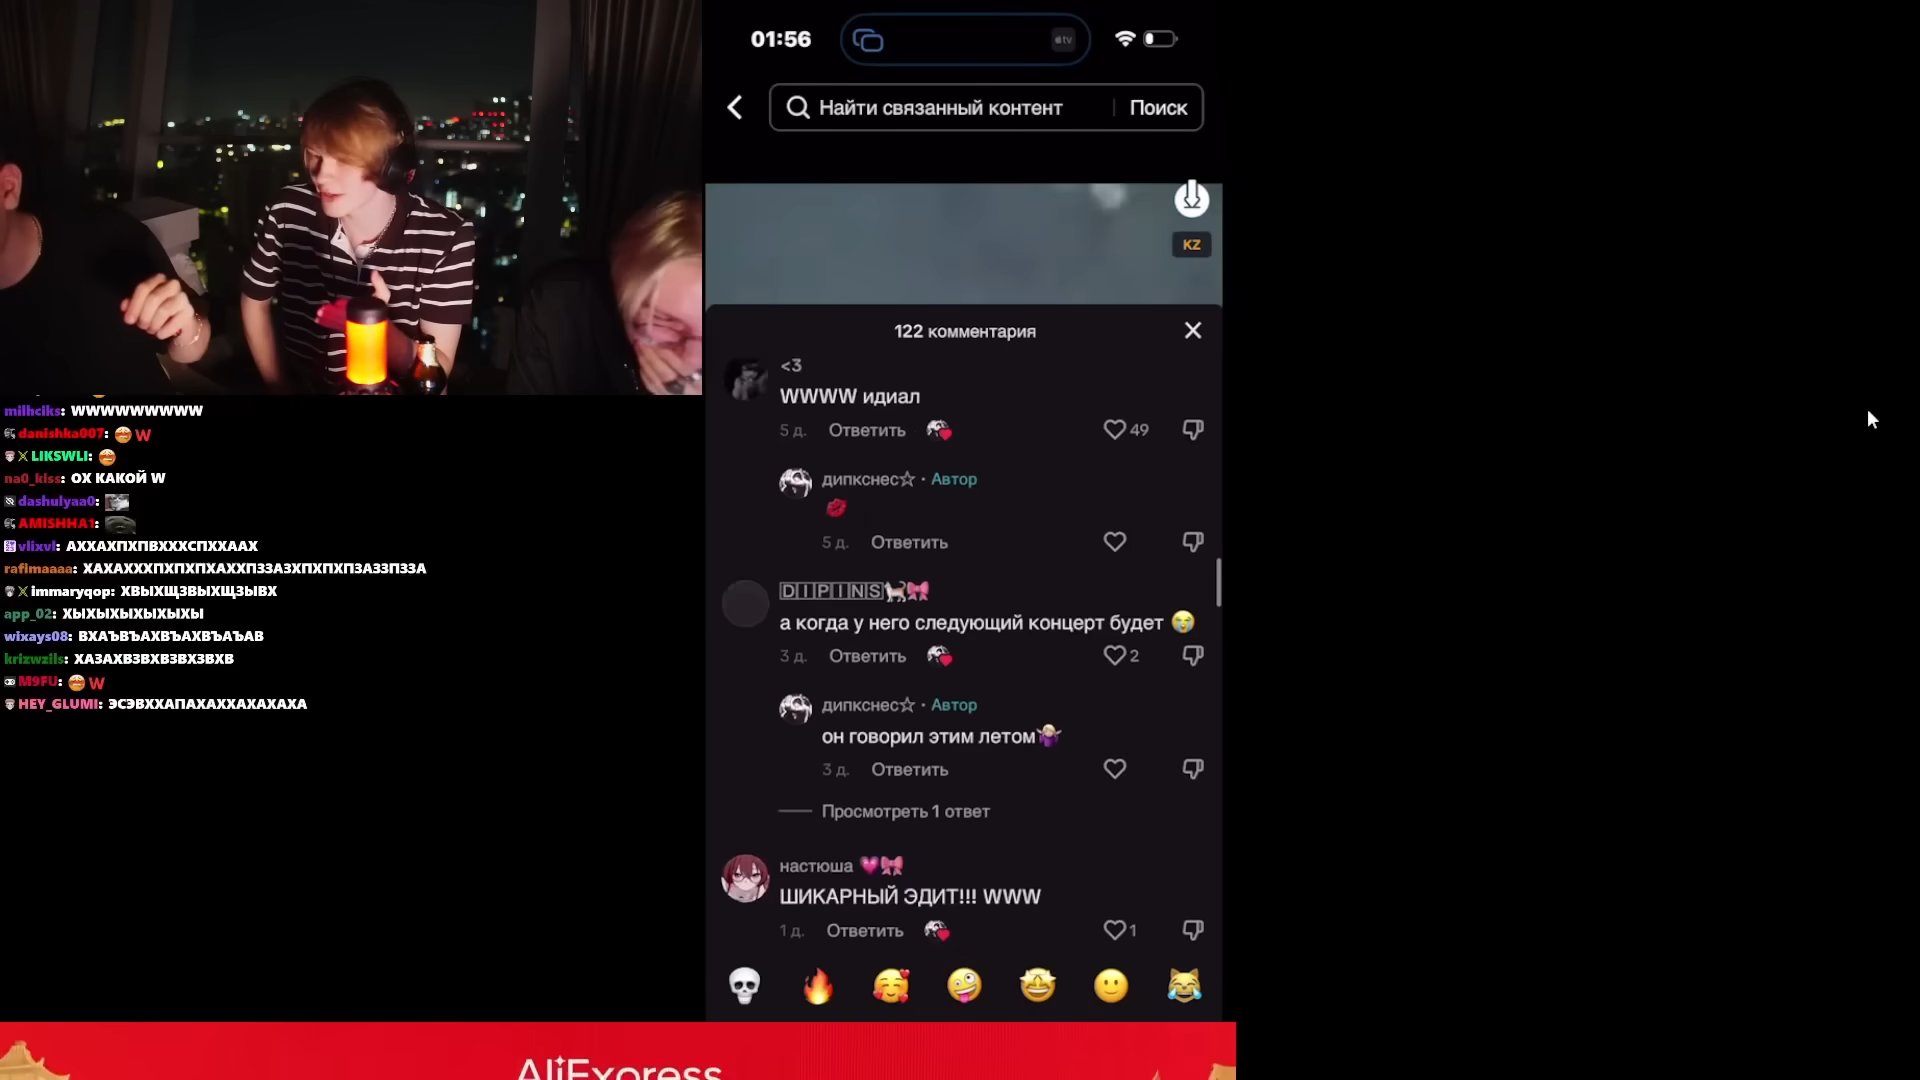 milhciks: WWWWWWWWW
danishka007: W
LIKSWLI:
na0_kiss: ОХ КАКОЙ W
dashulyaa0:
AMISHHA1:
vlixvl: АХХАХПХПВХХХСПХХААХ
raflmaaaa: ХАХАХХХПХПХПХАХХПЗЗАЗХПХПХПЗАЗЗПЗЗА
immaryqop: ХВЫХЩЗВЫХЩЗЫВХ
app_02: ХЫХЫХЫХЫХЫХЫ
wixays08: ВХАЪВЪАХВЪАХВЪАЪАВ
krizwzils: ХАЗАХВЗВХВЗВХЗВХВ
M9FU: W
HEY_GLUMI: ЭСЭВХХАПАХАХХАХАХАХА
01:56
tv
Найти связанный контент
Поиск
KZ
122 комментария
<3
WWWW идиал
5 д. Ответить 49
дипкснес☆ · Автор
💋
5 д. Ответить
DIPINS🐈🎀
а когда у него следующий концерт будет 😭
3 д. Ответить 2
дипкснес☆ · Автор
он говорил этим летом🤷🏼‍♀️
3 д. Ответить
Просмотреть 1 ответ
настюша 💗🎀
ШИКАРНЫЙ ЭДИТ!!! WWW
1 д. Ответить 1
AliExpress